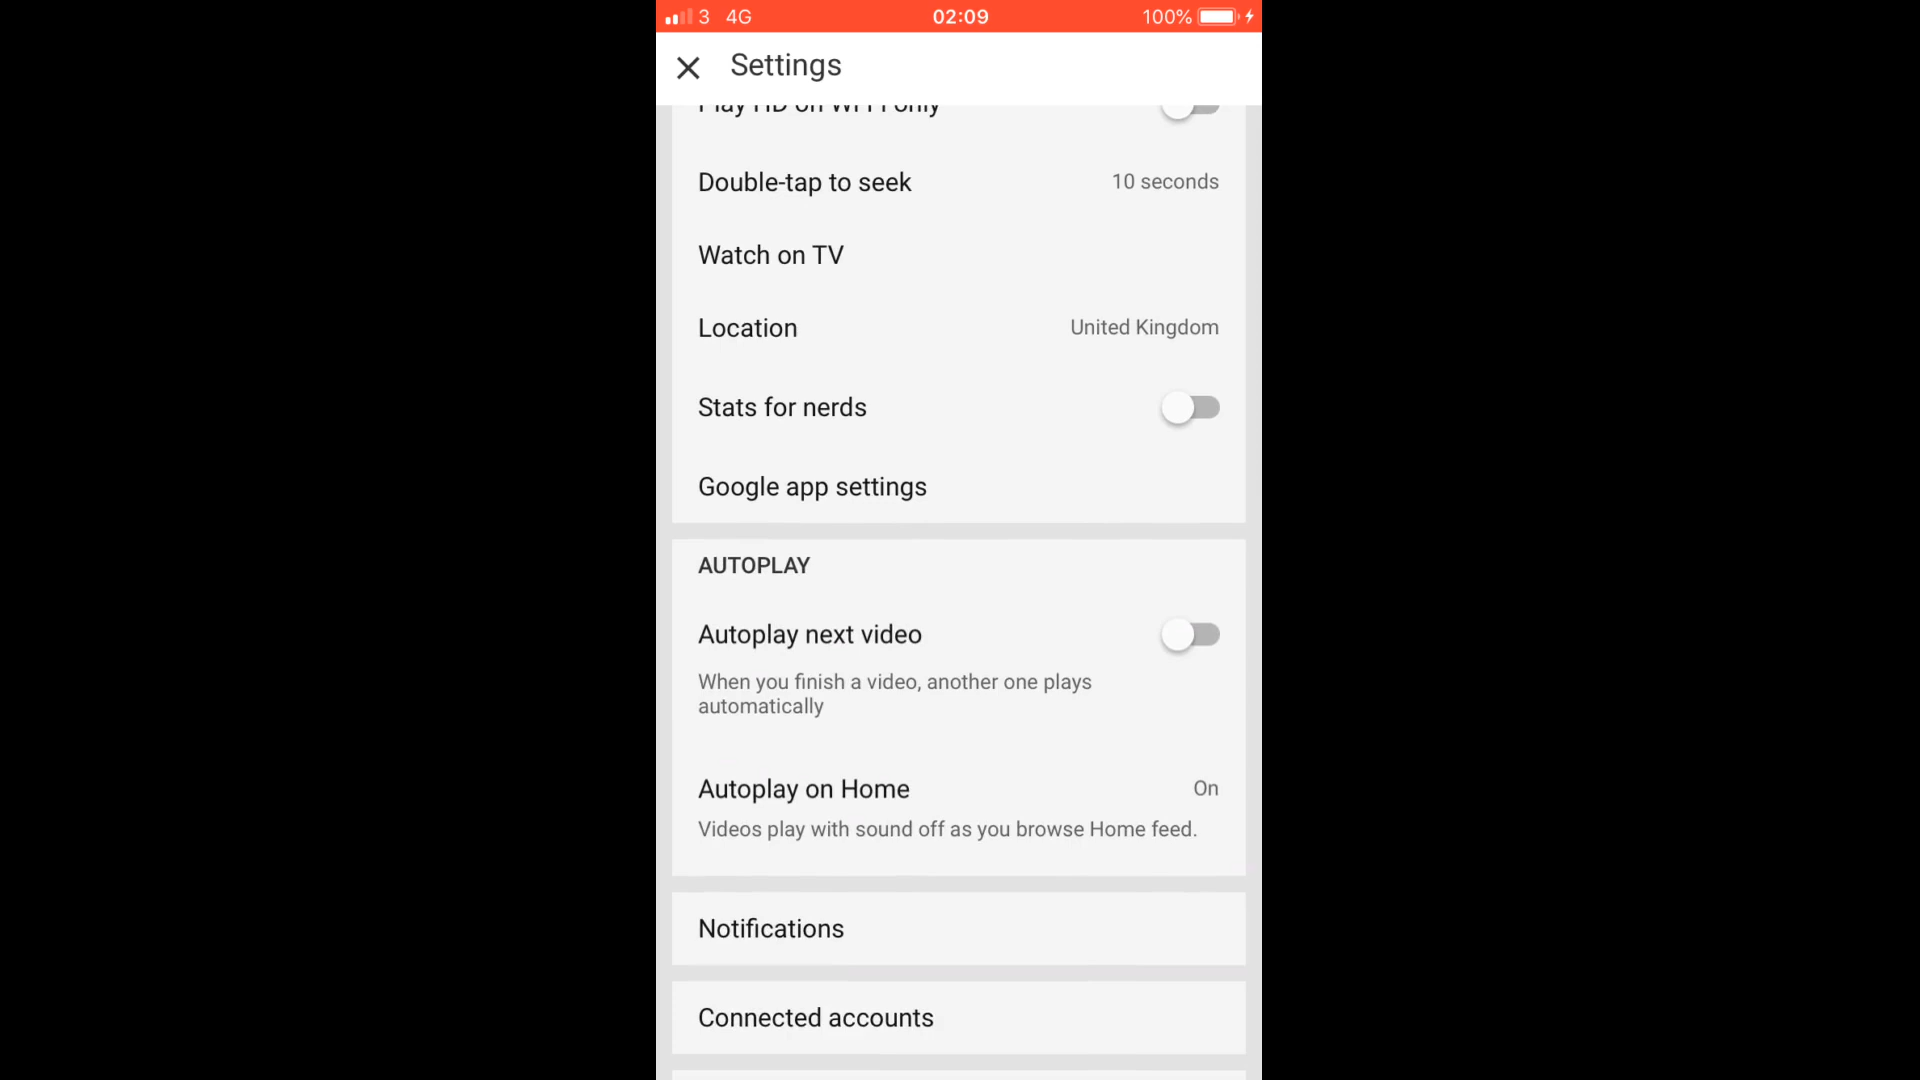 3 4G 02:09 100%
Settings
Play HD on Wi-Fi only
Double-tap to seek 10 seconds
Watch on TV
Location United Kingdom
Stats for nerds
Google app settings
AUTOPLAY
Autoplay next video
When you finish a video, another one plays
automatically
Autoplay on Home On
Videos play with sound off as you browse Home feed.
Notifications
Connected accounts